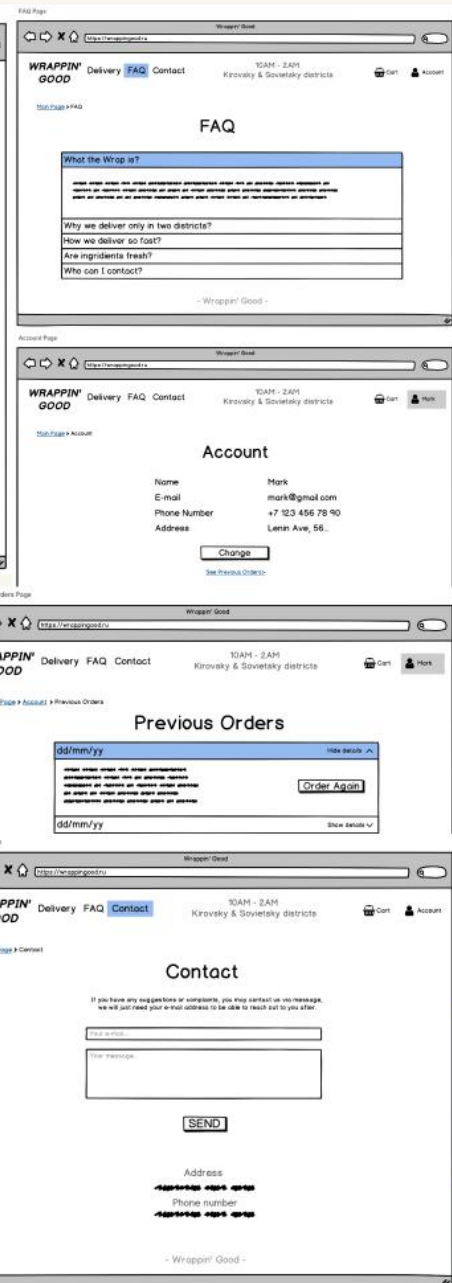 FAQ Page
Wrappin' Good
https://wrappingood.ru
WRAPPIN' GOOD
Delivery FAQ Contact
10AM - 2AM
Kirovsky & Sovietsky districts
Cart
Account
Main Page > FAQ
FAQ
What the Wrap is?
Why we deliver only in two districts?
How we deliver so fast?
Are ingridients fresh?
Who can I contact?
- Wrappin' Good -
Account Page
Wrappin' Good
https://wrappingood.ru
WRAPPIN' GOOD
Delivery FAQ Contact
10AM - 2AM
Kirovsky & Sovietsky districts
Cart
Mark
Main Page > Account
Account
Name Mark
E-mail mark@gmail.com
Phone Number +7 123 456 78 90
Address Lenin Ave, 56...
Change
See Previous Orders>
ders Page
Wrappin' Good
https://wrappingood.ru
APPIN' OOD
Delivery FAQ Contact
10AM - 2AM
Kirovsky & Sovietsky districts
Cart
Mark
Page > Account > Previous Orders
Previous Orders
dd/mm/yy Hide details
Order Again
dd/mm/yy Show details
Wrappin' Good
https://wrappingood.ru
PPIN' OOD
Delivery FAQ Contact
10AM - 2AM
Kirovsky & Sovietsky districts
Cart
Account
Page > Contact
Contact
If you have any suggestions or complaints, you may contact us via message,
we will just need your e-mail address to be able to reach out to you after.
Your e-mail...
Your message...
SEND
Address
Phone number
- Wrappin' Good -